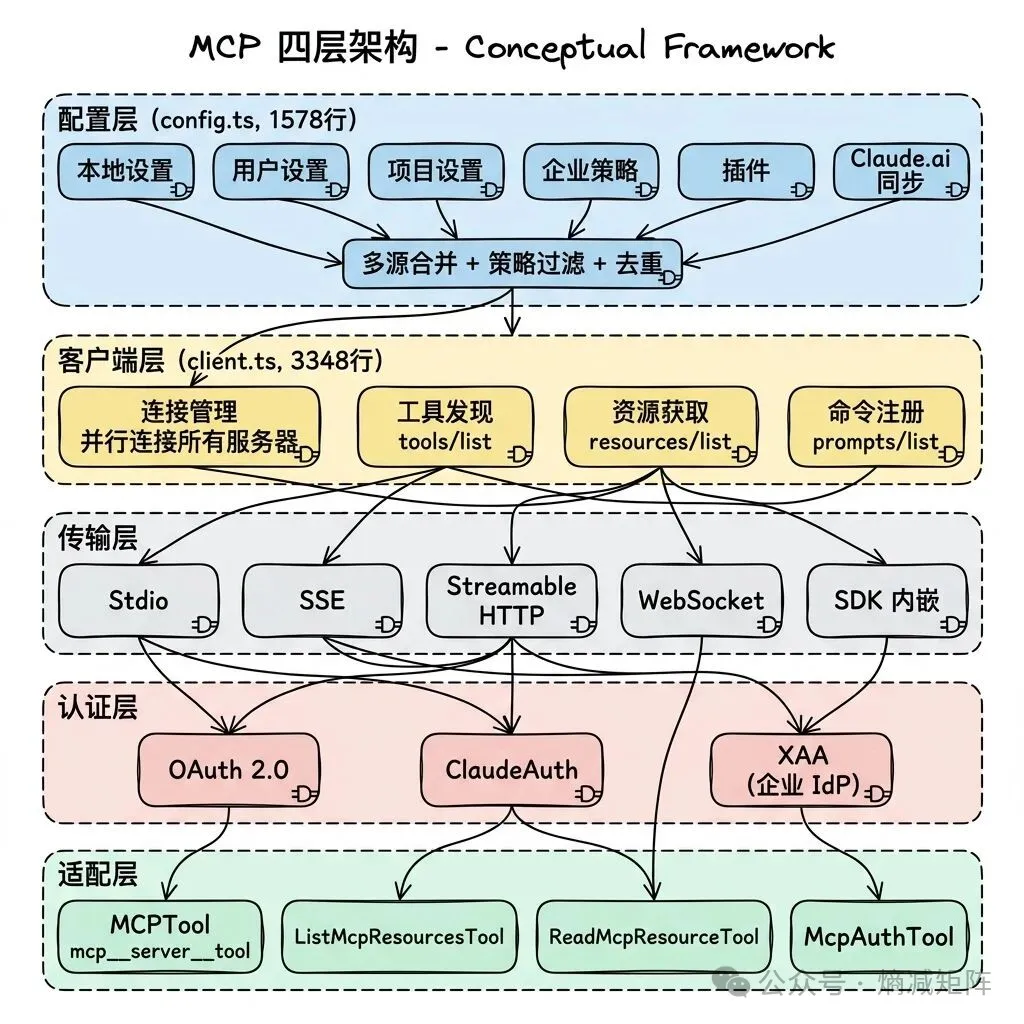 MCP 四层架构 - Conceptual Framework
配置层 (config.ts, 1578行)
本地设置
用户设置
项目设置
企业策略
插件
Claude.ai
同步
多源合并 + 策略过滤 + 去重
客户端层 (client.ts, 3348行)
连接管理
并行连接所有服务器
工具发现
tools/list
资源获取
resources/list
命令注册
prompts/list
传输层
Stdio
SSE
Streamable
HTTP
WebSocket
SDK 内嵌
认证层
OAuth 2.0
ClaudeAuth
XAA
(企业 IdP)
适配层
MCPTool
mcp__server__tool
ListMcpResourcesTool
ReadMcpResourceTool
McpAuthTool
公众号 · 熵减矩阵